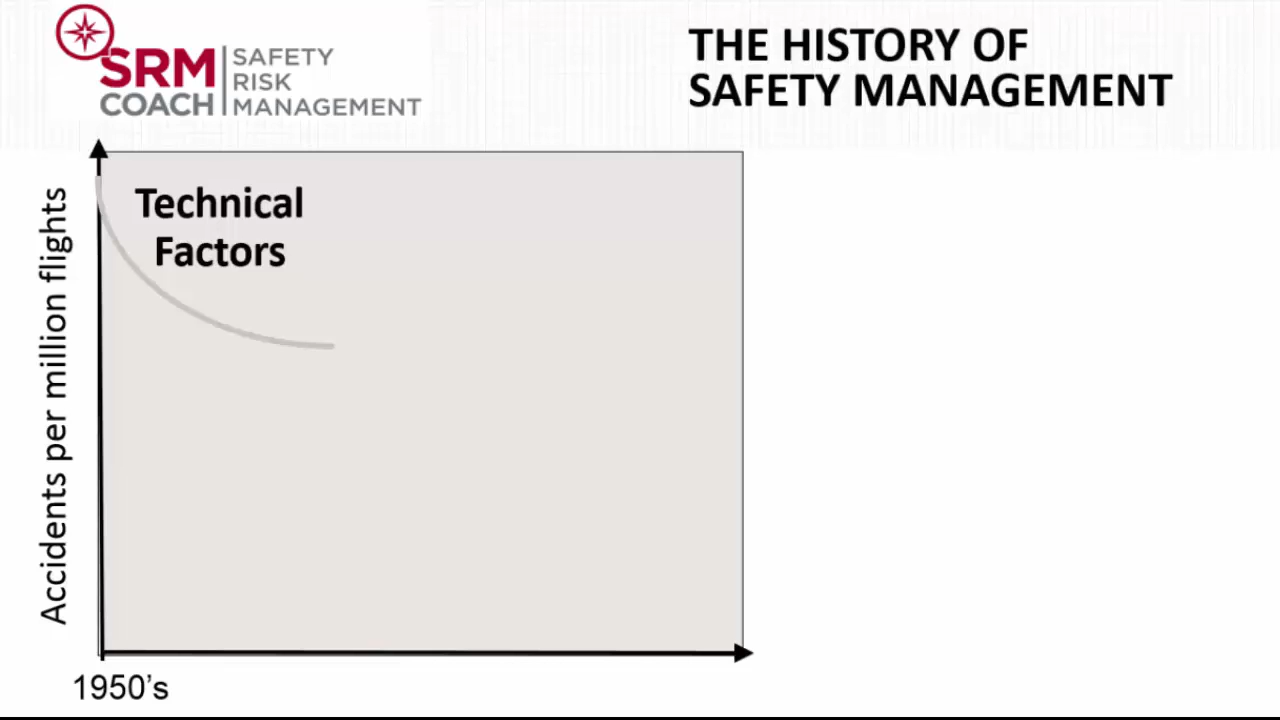 SRM
COACH
SAFETY
RISK
MANAGEMENT
THE HISTORY OF
SAFETY MANAGEMENT
Technical
Factors
Accidents per million flights
1950's